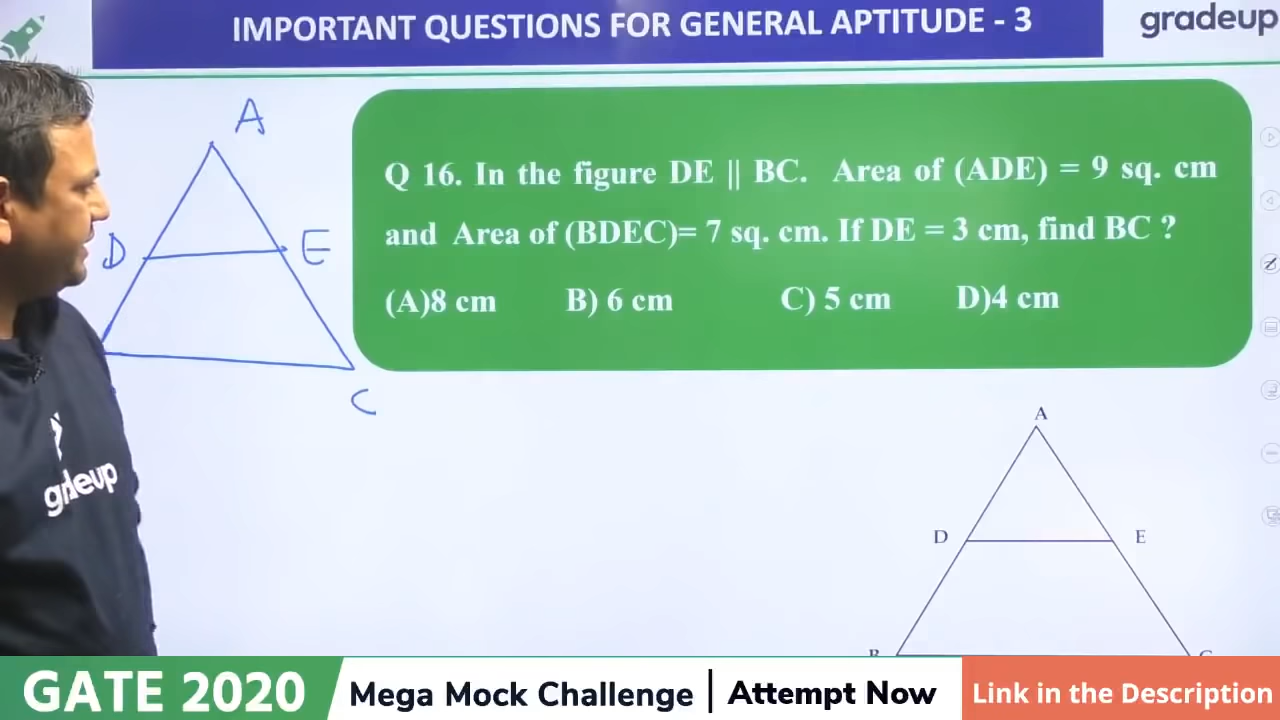 IMPORTANT QUESTIONS FOR GENERAL APTITUDE - 3
gradeup
A
D
E
C
Q 16. In the figure DE || BC. Area of (ADE) = 9 sq. cm
and Area of (BDEC)= 7 sq. cm. If DE = 3 cm, find BC ?
(A)8 cm B) 6 cm C) 5 cm D)4 cm
A
D
E
B
C
gradeup
GATE 2020
Mega Mock Challenge | Attempt Now
Link in the Description